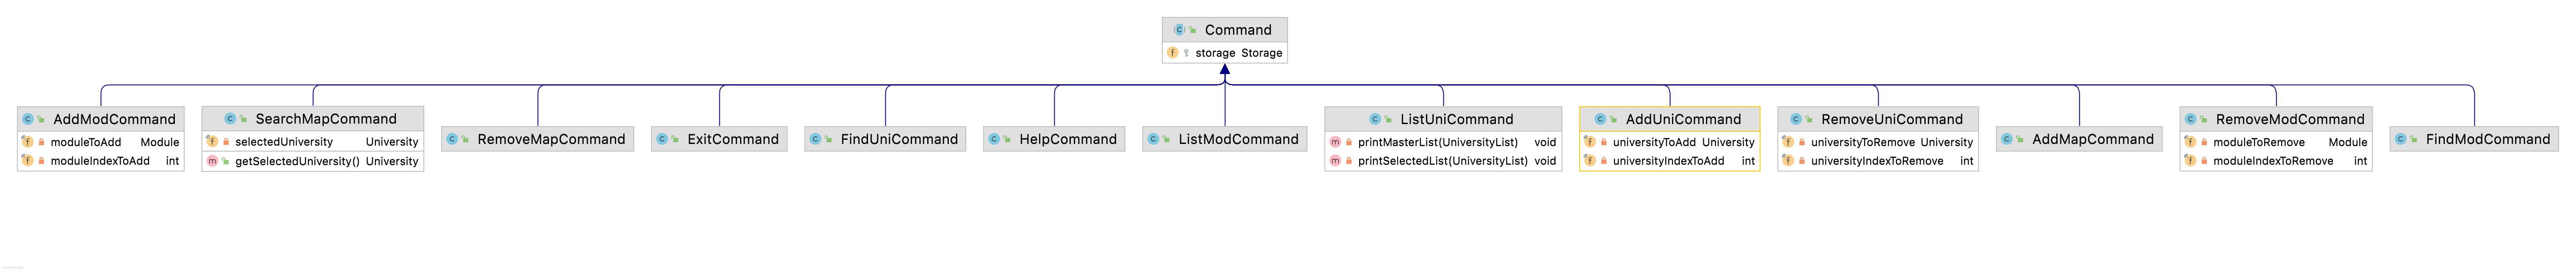 Command
storage Storage
AddModCommand
moduleToAdd Module
moduleIndexToAdd int
SearchMapCommand
selectedUniversity University
getSelectedUniversity() University
RemoveMapCommand
ExitCommand
FindUniCommand
HelpCommand
ListModCommand
ListUniCommand
printMasterList(UniversityList) void
printSelectedList(UniversityList) void
AddUniCommand
universityToAdd University
universityIndexToAdd int
RemoveUniCommand
universityToRemove University
universityIndexToRemove int
AddMapCommand
RemoveModCommand
moduleToRemove Module
moduleIndexToRemove int
FindModCommand